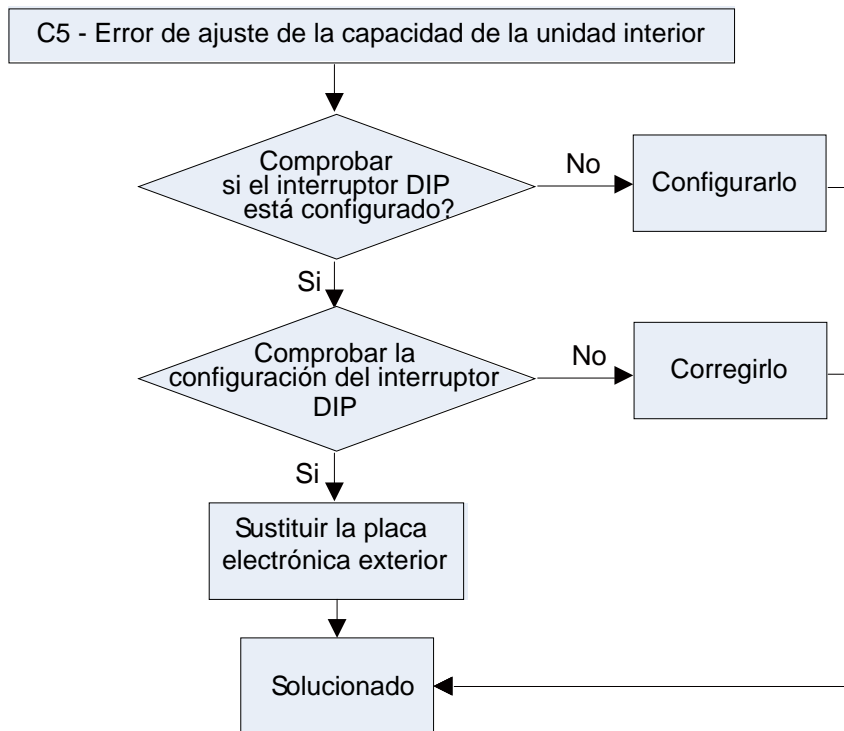 C5 - Error de ajuste de la capacidad de la unidad interior
Comprobar
si el interruptor DIP
está configurado?
No
Configurarlo
Si
Comprobar la
configuración del interruptor
DIP
No
Corregirlo
Si
Sustituir la placa
electrónica exterior
Solucionado